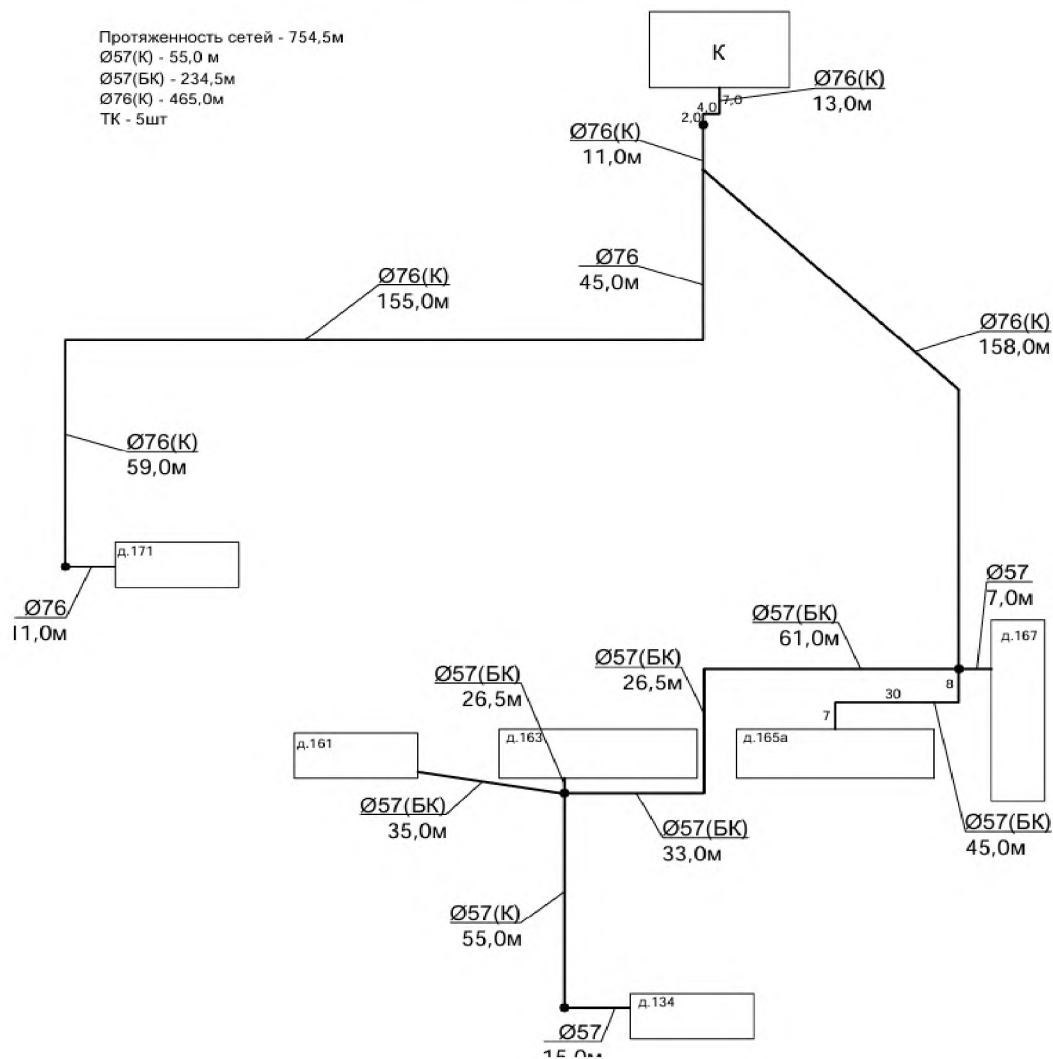 Протяженность сетей - 754,5м
Ø57(К) - 55,0 м
Ø57(БК) - 234,5м
Ø76(К) - 465,0м
ТК - 5шт
К
Ø76(К)
13,0м
7,0
4,0
2,0
Ø76(К)
11,0м
Ø76
45,0м
Ø76(К)
155,0м
Ø76(К)
158,0м
Ø76(К)
59,0м
д.171
Ø76
11,0м
Ø57
7,0м
д.167
Ø57(БК)
61,0м
Ø57(БК)
26,5м
Ø57(БК)
26,5м
8
30
7
д.161
д.163
д.165а
Ø57(БК)
35,0м
Ø57(БК)
33,0м
Ø57(БК)
45,0м
Ø57(К)
55,0м
д.134
Ø57
15,0м